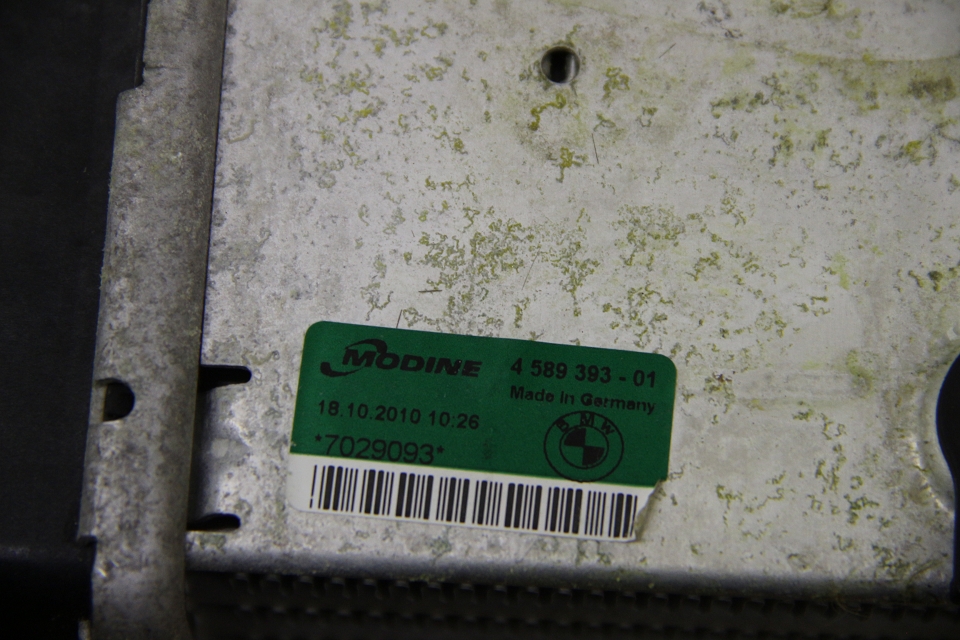 MODINE 4 589 393 - 01
Made in Germany
18.10.2010 10:26
BMW
*7029093*